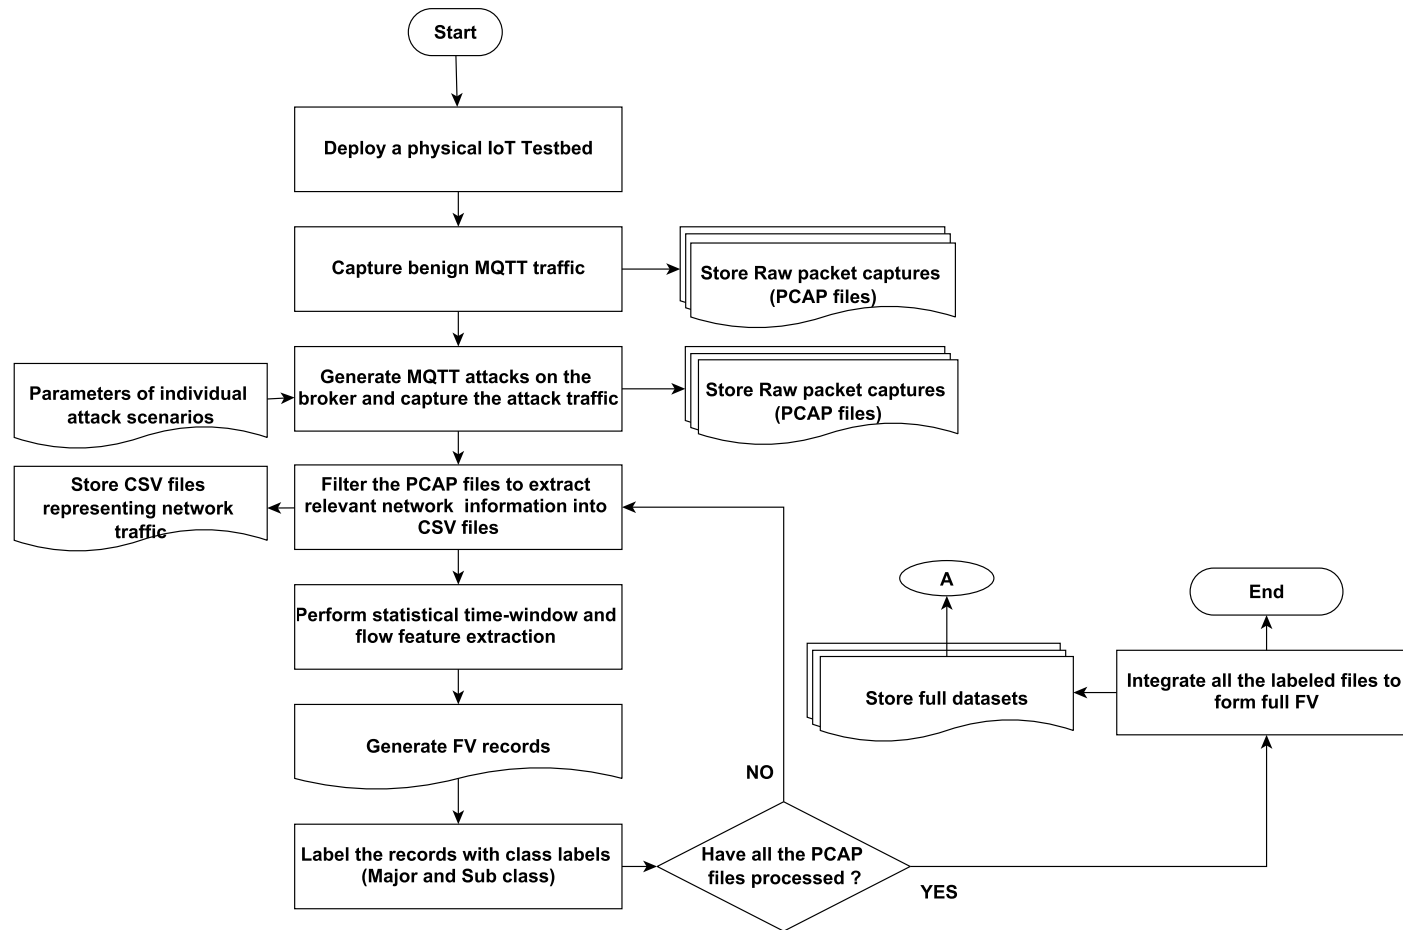 Start
Deploy a physical IoT Testbed
Capture benign MQTT traffic
Store Raw packet captures
(PCAP files)
Parameters of individual
attack scenarios
Generate MQTT attacks on the
broker and capture the attack traffic
Store Raw packet captures
(PCAP files)
Store CSV files
representing network
traffic
Filter the PCAP files to extract
relevant network information into
CSV files
Perform statistical time-window and
flow feature extraction
A
End
Store full datasets
Integrate all the labeled files to
form full FV
Generate FV records
NO
Label the records with class labels
(Major and Sub class)
Have all the PCAP
files processed ?
YES